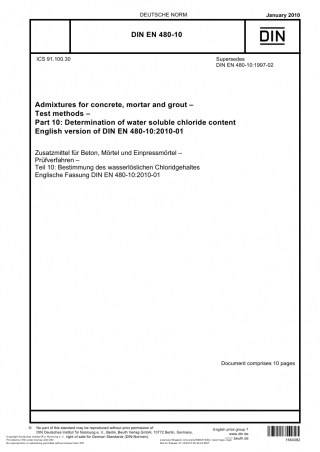 DEUTSCHE NORM
January 2010
DIN EN 480-10
DIN
ICS 91.100.30
Supersedes
DIN EN 480-10:1997-02
Admixtures for concrete, mortar and grout –
Test methods –
Part 10: Determination of water soluble chloride content
English version of DIN EN 480-10:2010-01
Zusatzmittel für Beton, Mörtel und Einpressmörtel –
Prüfverfahren –
Teil 10: Bestimmung des wasserlöslichen Chloridgehaltes
Englische Fassung DIN EN 480-10:2010-01
Document comprises 10 pages
No part of this standard may be reproduced without prior permission of
DIN Deutsches Institut für Normung e. V., Berlin. Beuth Verlag GmbH, 10772 Berlin, Germany,
right of sale for German Standards (DIN-Normen).
English price group 7
www.din.de
beuth.de